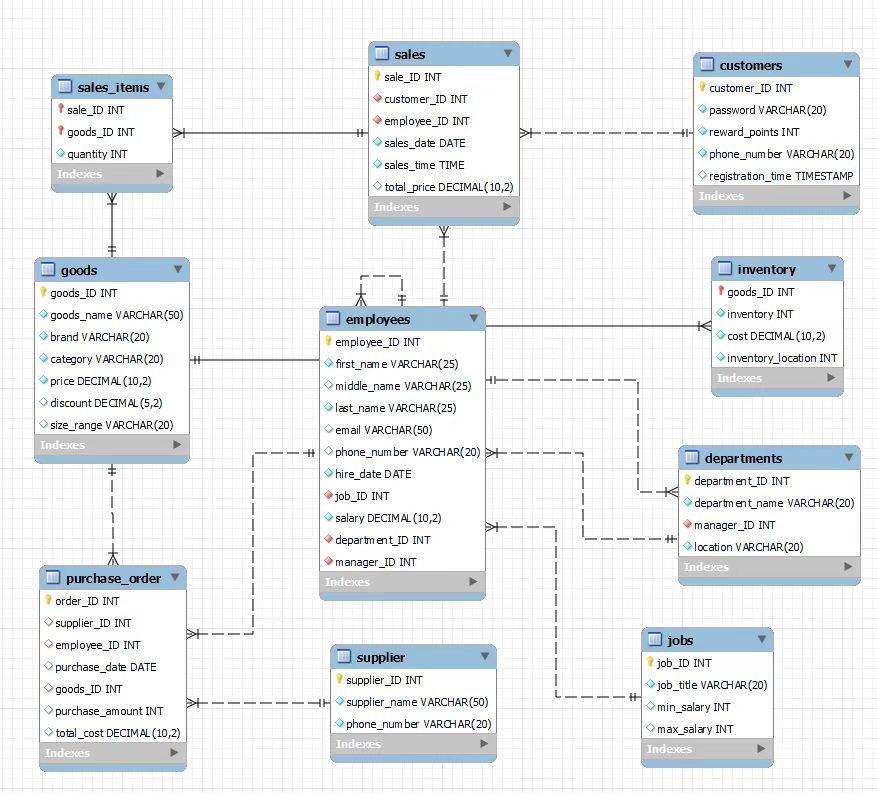 sales
sale_ID INT
customer_ID INT
employee_ID INT
sales_date DATE
sales_time TIME
total_price DECIMAL(10,2)
Indexes
customers
customer_ID INT
password VARCHAR(20)
reward_points INT
phone_number VARCHAR(20)
registration_time TIMESTAMP
Indexes
sales_items
sale_ID INT
goods_ID INT
quantity INT
Indexes
goods
goods_ID INT
goods_name VARCHAR(50)
brand VARCHAR(20)
category VARCHAR(20)
price DECIMAL(10,2)
discount DECIMAL(5,2)
size_range VARCHAR(20)
Indexes
employees
employee_ID INT
first_name VARCHAR(25)
middle_name VARCHAR(25)
last_name VARCHAR(25)
email VARCHAR(50)
phone_number VARCHAR(20)
hire_date DATE
job_ID INT
salary DECIMAL(10,2)
department_ID INT
manager_ID INT
Indexes
inventory
goods_ID INT
inventory INT
cost DECIMAL(10,2)
inventory_location INT
Indexes
departments
department_ID INT
department_name VARCHAR(20)
manager_ID INT
location VARCHAR(20)
Indexes
purchase_order
order_ID INT
supplier_ID INT
employee_ID INT
purchase_date DATE
goods_ID INT
purchase_amount INT
total_cost DECIMAL(10,2)
Indexes
supplier
supplier_ID INT
supplier_name VARCHAR(50)
phone_number VARCHAR(20)
Indexes
jobs
job_ID INT
job_title VARCHAR(20)
min_salary INT
max_salary INT
Indexes